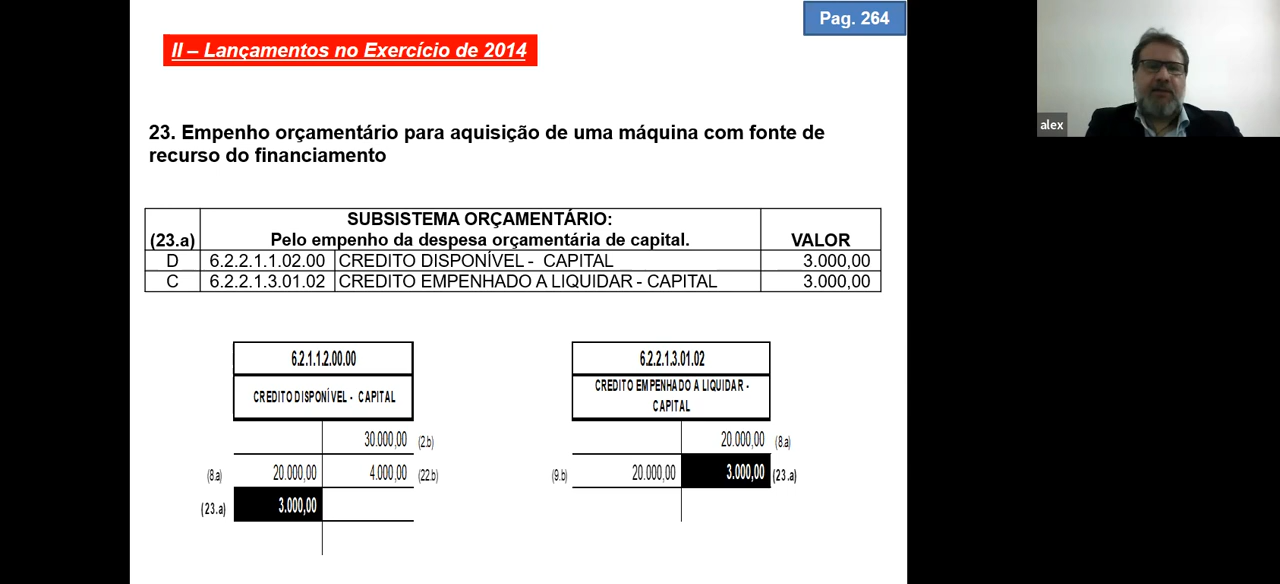 Pag. 264
II – Lançamentos no Exercício de 2014
alex
23. Empenho orçamentário para aquisição de uma máquina com fonte de
recurso do financiamento
SUBSISTEMA ORÇAMENTÁRIO:
(23.a) Pelo empenho da despesa orçamentária de capital. VALOR
D 6.2.2.1.1.02.00 CREDITO DISPONÍVEL - CAPITAL 3.000,00
C 6.2.2.1.3.01.02 CREDITO EMPENHADO A LIQUIDAR - CAPITAL 3.000,00
6.2.1.1.2.00.00
CREDITO DISPONÍVEL - CAPITAL
30.000,00 (2.b)
(8.a) 20.000,00 4.000,00 (22.b)
(23.a) 3.000,00
6.2.2.1.3.01.02
CREDITO EMPENHADO A LIQUIDAR -
CAPITAL
20.000,00 (8.a)
(9.b) 20.000,00 3.000,00 (23.a)